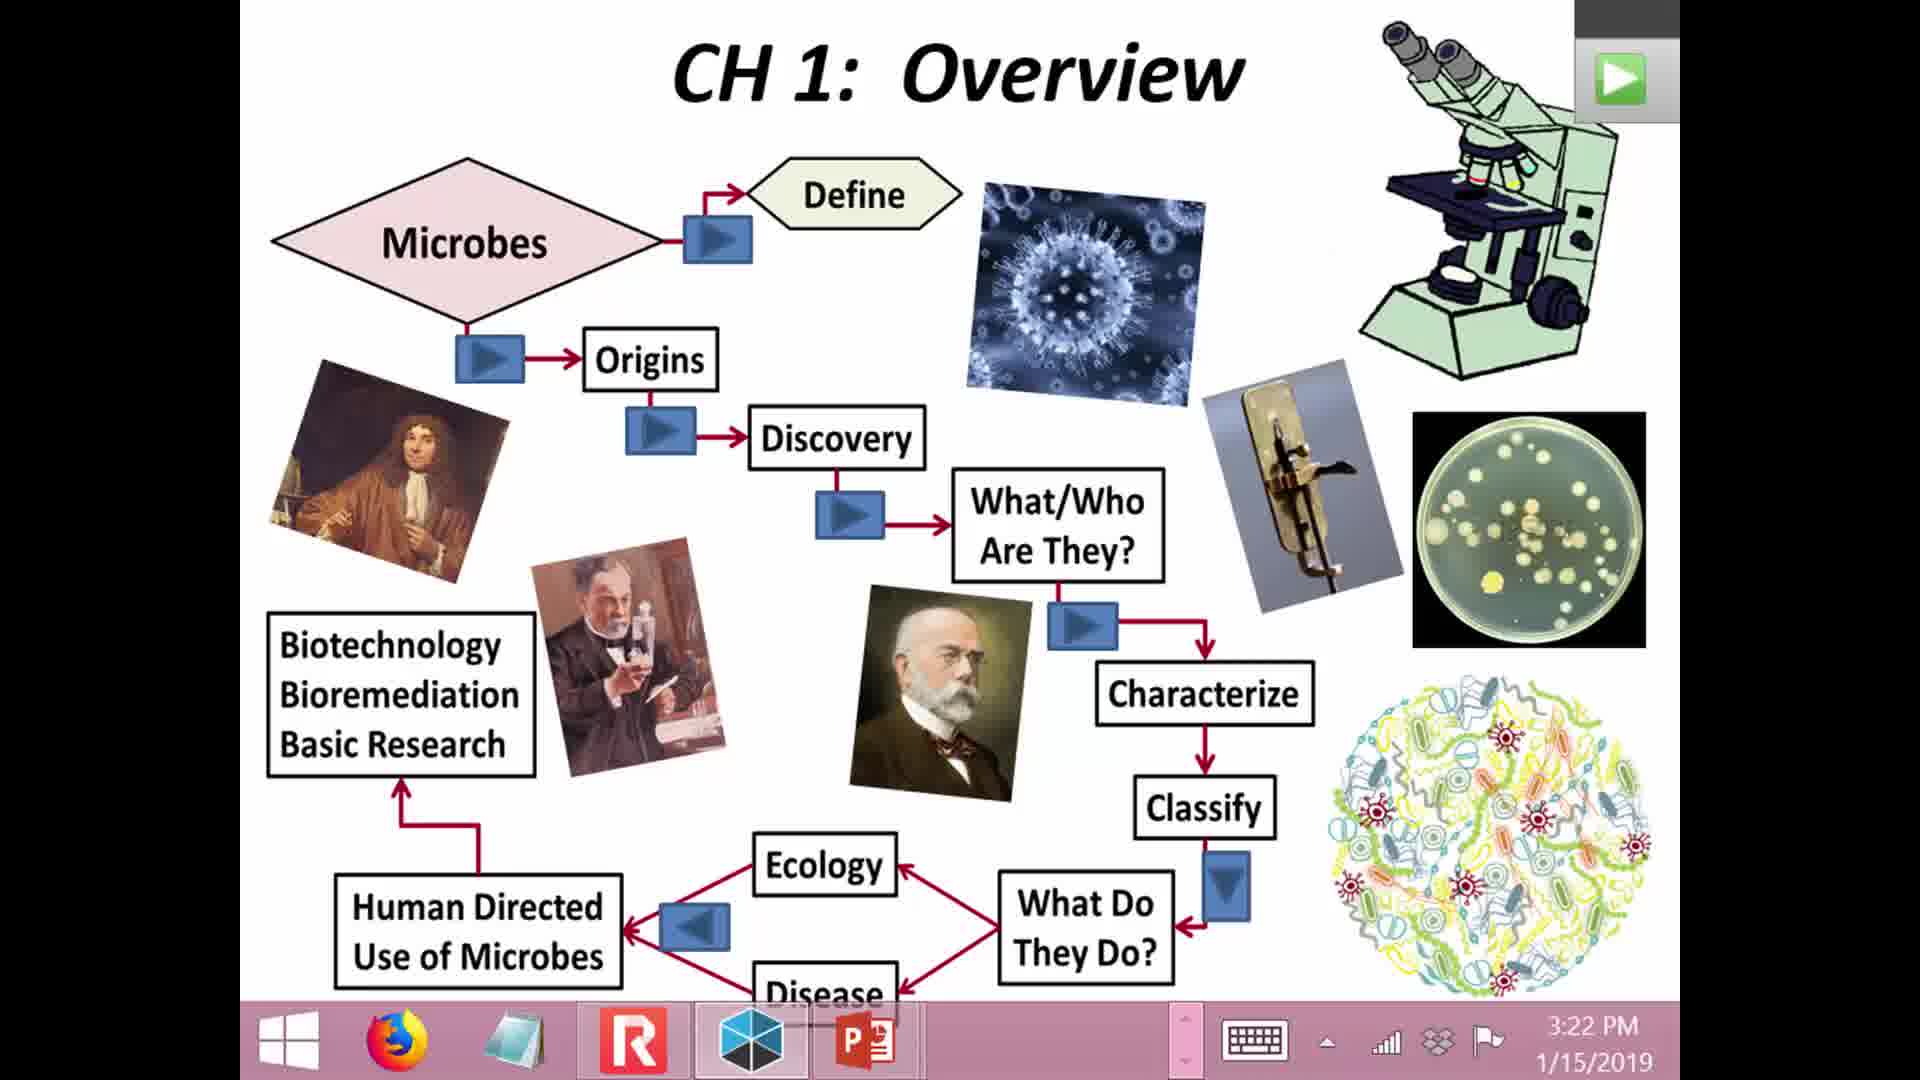 CH 1: Overview
Microbes
Define
Origins
Discovery
What/Who
Are They?
Characterize
Classify
What Do
They Do?
Ecology
Disease
Human Directed
Use of Microbes
Biotechnology
Bioremediation
Basic Research
3:22 PM
1/15/2019